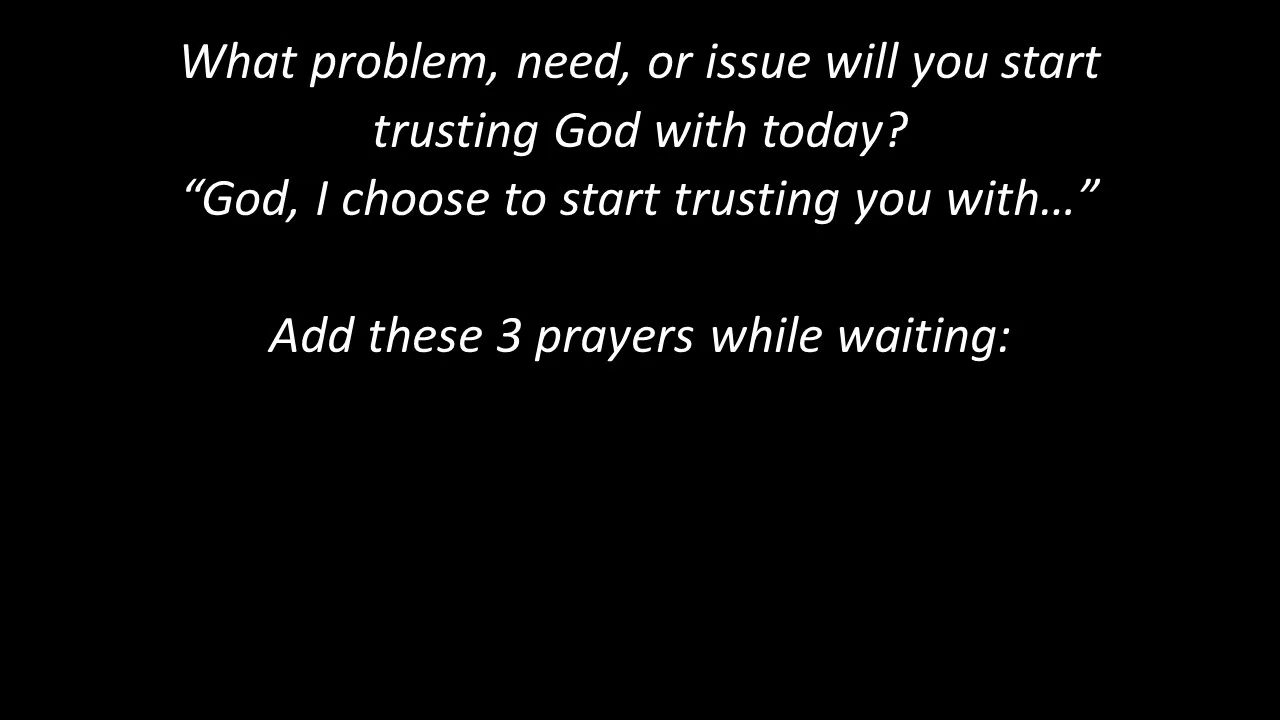 What problem, need, or issue will you start
trusting God with today?
“God, I choose to start trusting you with…”
Add these 3 prayers while waiting: